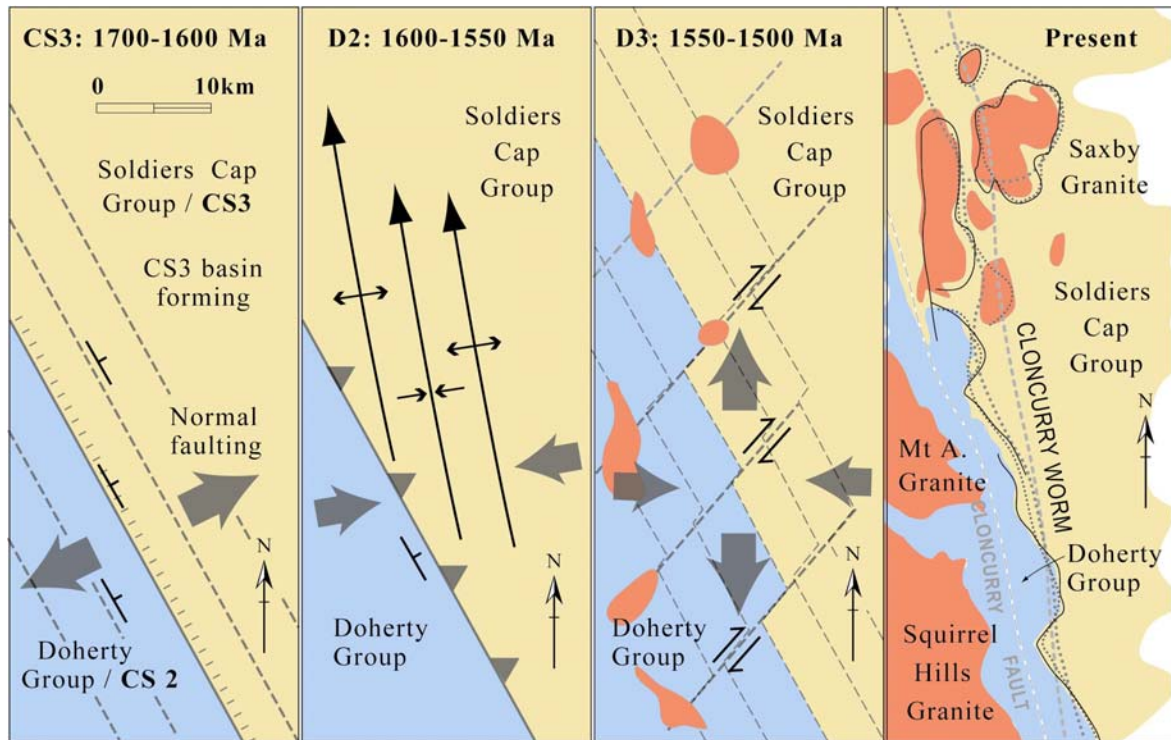 CS3: 1700-1600 Ma
0 10km
Soldiers Cap
Group / CS3
CS3 basin
forming
Normal
faulting
N
Doherty
Group / CS 2
D2: 1600-1550 Ma
Soldiers
Cap
Group
N
Doherty
Group
D3: 1550-1500 Ma
Soldiers
Cap
Group
N
Doherty
Group
Present
Saxby
Granite
Soldiers
Cap
Group
CLONCURRY WORM
N
Mt A.
Granite
CLONCURRY
FAULT
Doherty
Group
Squirrel
Hills
Granite